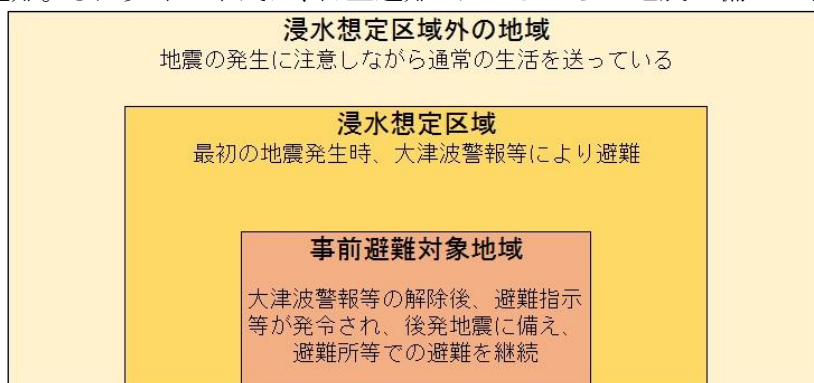 浸水想定区域外の地域
地震の発生に注意しながら通常の生活を送っている
浸水想定区域
最初の地震発生時、大津波警報等により避難
事前避難対象地域
大津波警報等の解除後、避難指示
等が発令され、後発地震に備え、
避難所等での避難を継続